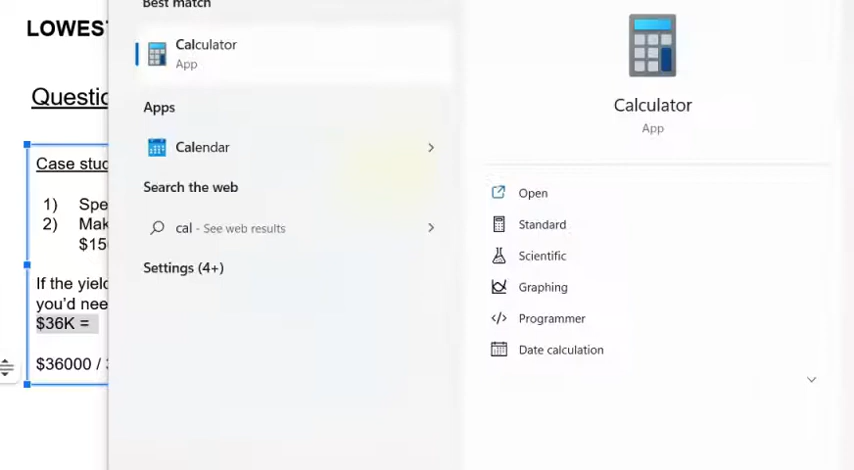 LOWEST
Questio
Case stud
1) Spe
2) Mak
$15
If the yield
you'd nee
$36K =
$36000 /
Best match
Calculator
App
Apps
Calendar
Search the web
cal - See web results
Settings (4+)
Calculator
App
Open
Standard
Scientific
Graphing
Programmer
Date calculation